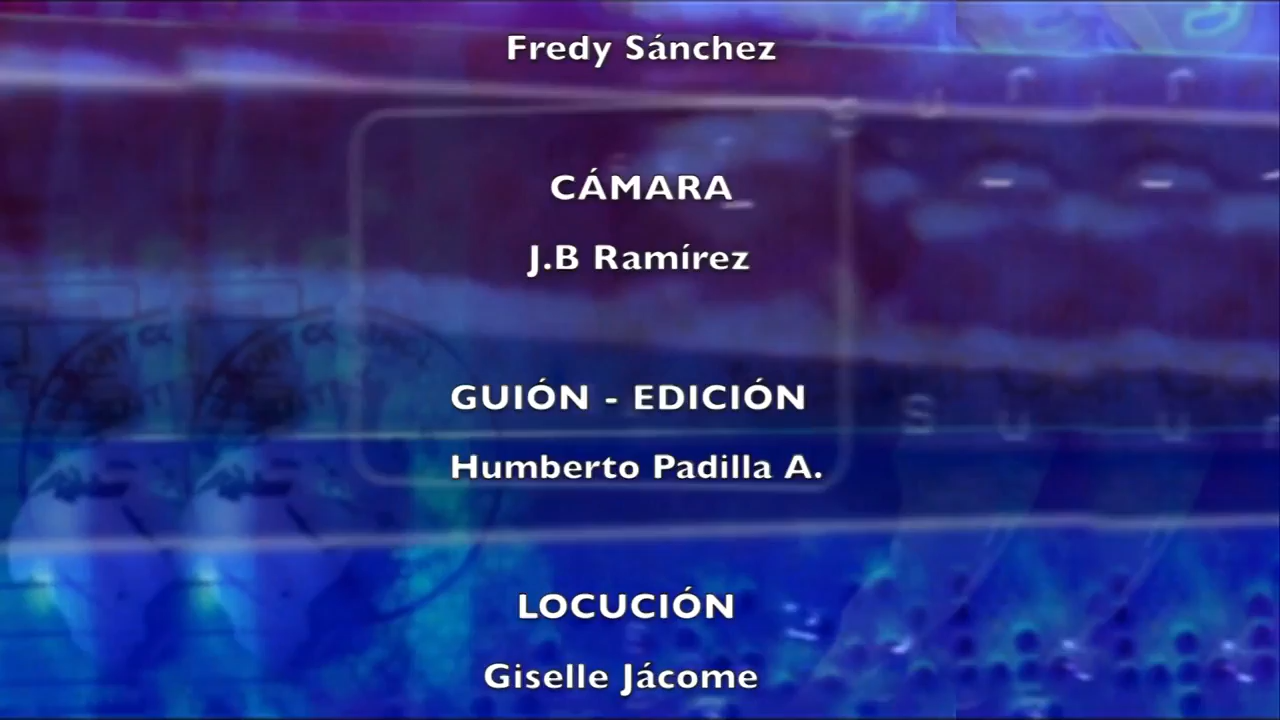 Fredy Sánchez
CÁMARA
J.B Ramírez
GUIÓN - EDICIÓN
Humberto Padilla A.
LOCUCIÓN
Giselle Jácome